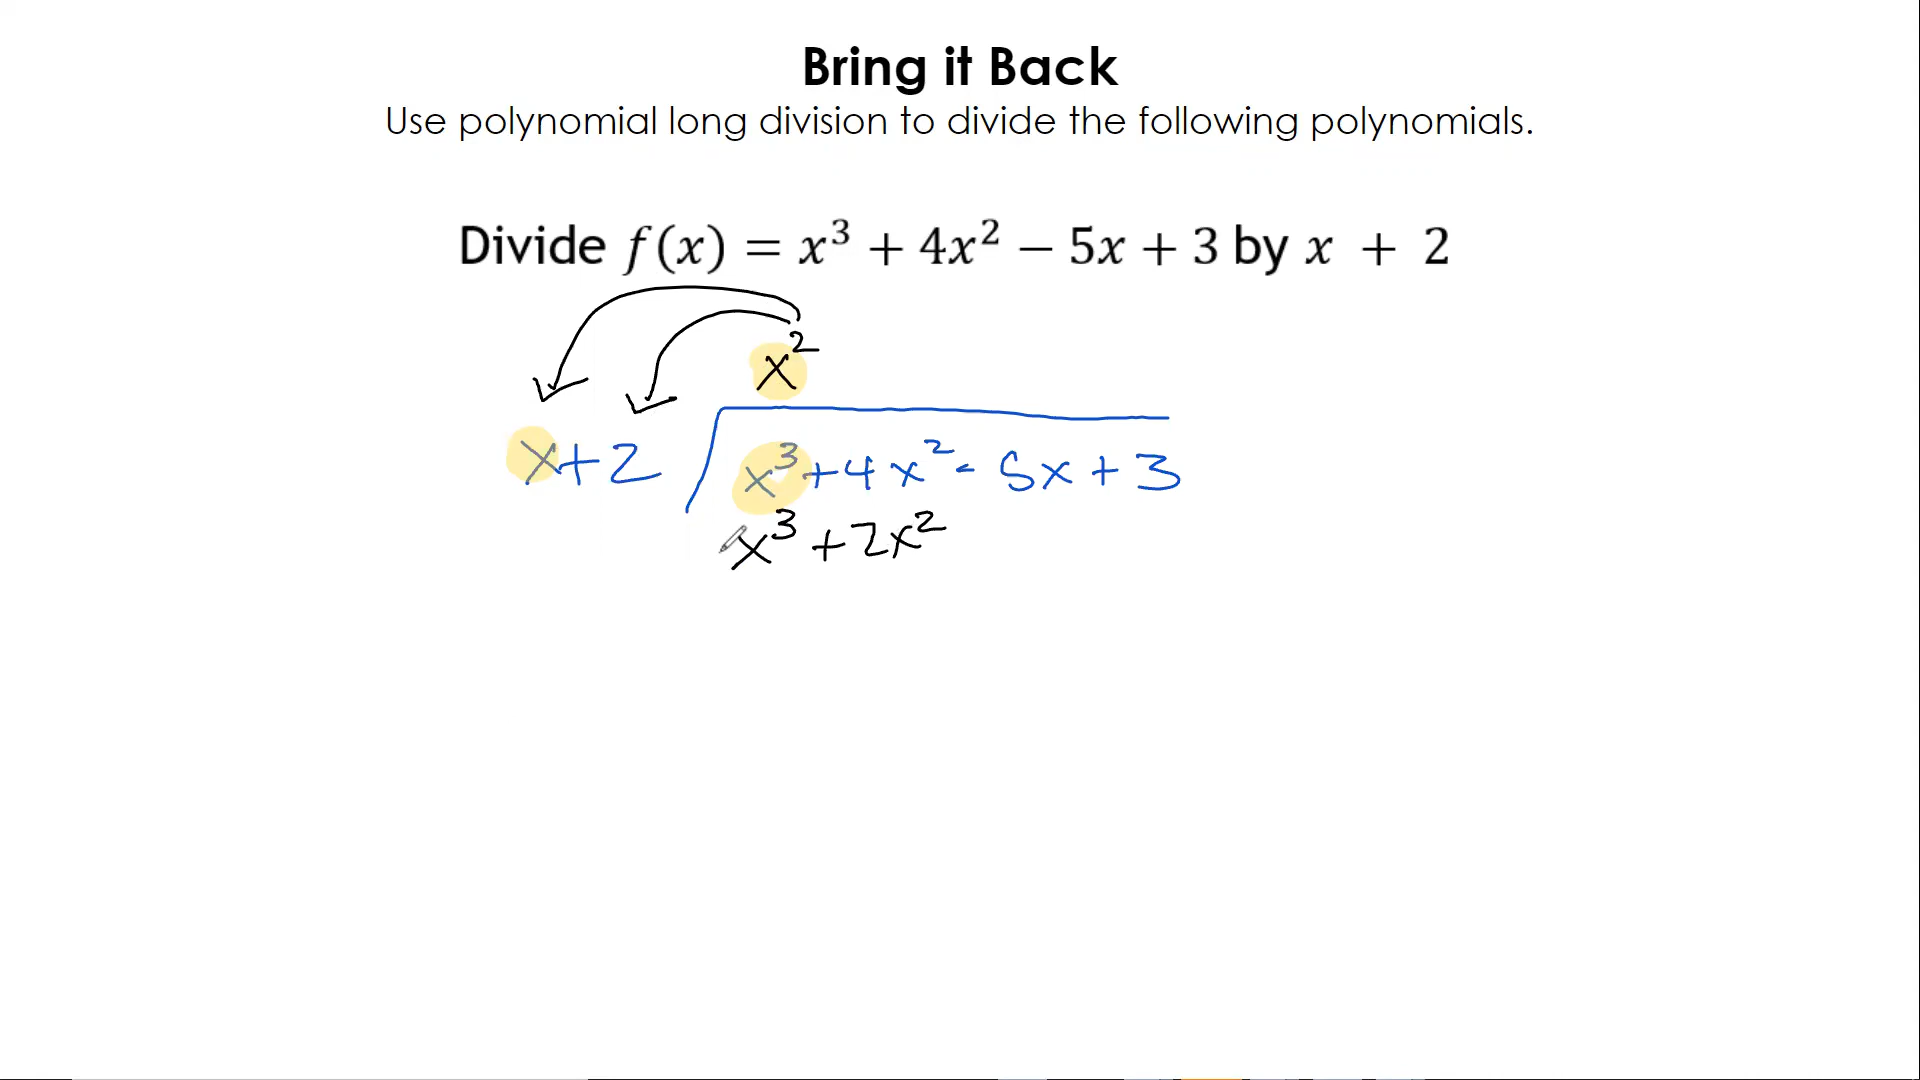 Bring it Back
Use polynomial long division to divide the following polynomials.
Divide f(x) = x³ + 4x² − 5x + 3 by x + 2
x²
x+2 x³+4x²-5x+3
x³+2x²